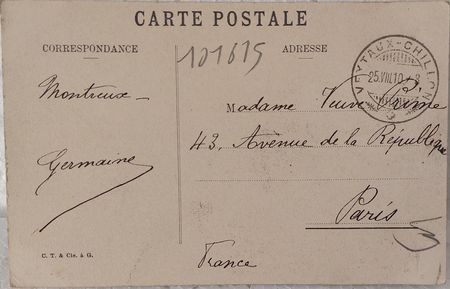 CARTE POSTALE
CORRESPONDANCE
ADRESSE
101615
VEYTAUX-CHILLON
25.VIII.10
Montreux
Germaine
Madame Veuve Prime
43. Avenue de la République
Paris
France
C. T. & Cie. à G.